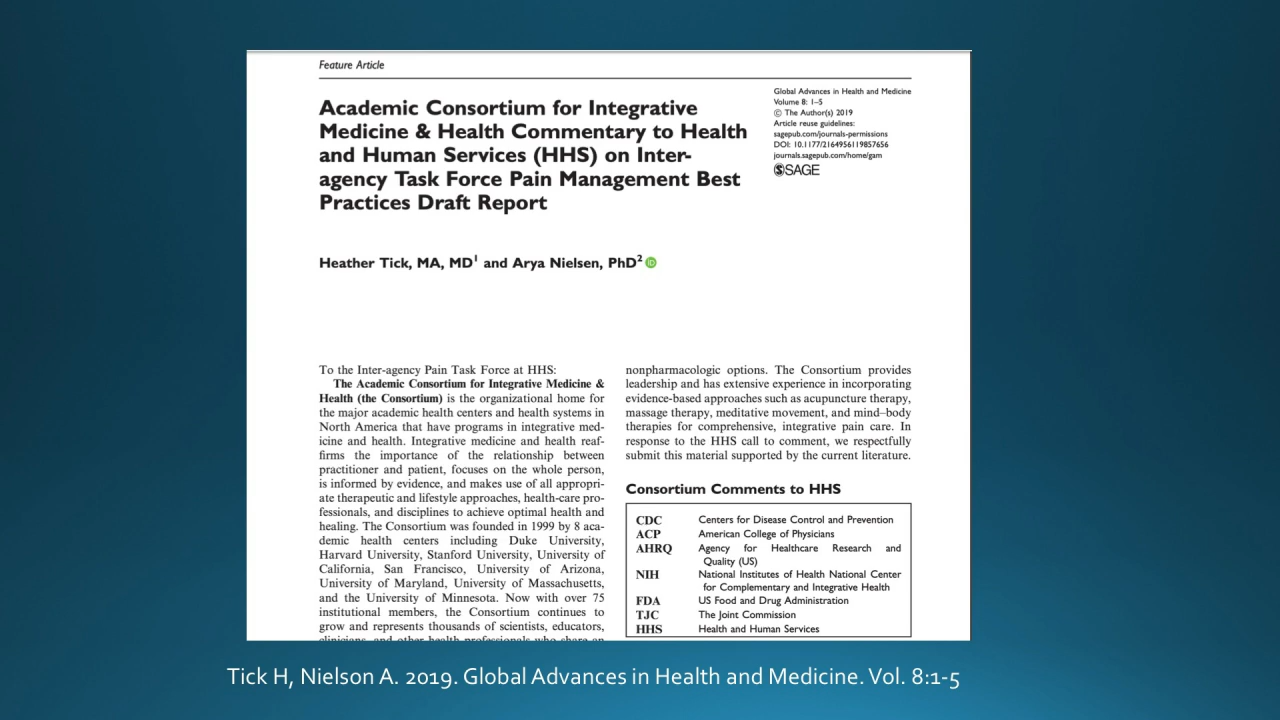 Feature Article
Academic Consortium for Integrative
Medicine & Health Commentary to Health
and Human Services (HHS) on Inter-
agency Task Force Pain Management Best
Practices Draft Report
Global Advances in Health and Medicine
Volume 8: 1–5
© The Author(s) 2019
Article reuse guidelines:
sagepub.com/journals-permissions
DOI: 10.1177/2164956119857656
journals.sagepub.com/home/gam
SAGE
Heather Tick, MA, MD1 and Arya Nielsen, PhD2 iD
To the Inter-agency Pain Task Force at HHS:
The Academic Consortium for Integrative Medicine &
Health (the Consortium) is the organizational home for
the major academic health centers and health systems in
North America that have programs in integrative med-
icine and health. Integrative medicine and health reaf-
firms the importance of the relationship between
practitioner and patient, focuses on the whole person,
is informed by evidence, and makes use of all appropri-
ate therapeutic and lifestyle approaches, health-care pro-
fessionals, and disciplines to achieve optimal health and
healing. The Consortium was founded in 1999 by 8 aca-
demic health centers including Duke University,
Harvard University, Stanford University, University of
California, San Francisco, University of Arizona,
University of Maryland, University of Massachusetts,
and the University of Minnesota. Now with over 75
institutional members, the Consortium continues to
grow and represents thousands of scientists, educators,
clinicians, and other health professionals who share an
nonpharmacologic options. The Consortium provides
leadership and has extensive experience in incorporating
evidence-based approaches such as acupuncture therapy,
massage therapy, meditative movement, and mind–body
therapies for comprehensive, integrative pain care. In
response to the HHS call to comment, we respectfully
submit this material supported by the current literature.
Consortium Comments to HHS
CDC Centers for Disease Control and Prevention
ACP American College of Physicians
AHRQ Agency for Healthcare Research and
Quality (US)
NIH National Institutes of Health National Center
for Complementary and Integrative Health
FDA US Food and Drug Administration
TJC The Joint Commission
HHS Health and Human Services
Tick H, Nielson A. 2019. Global Advances in Health and Medicine. Vol. 8:1-5